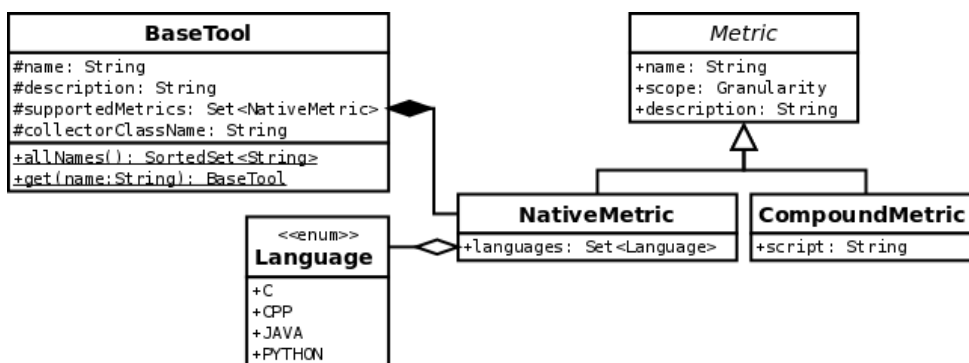 BaseTool
#name: String
#description: String
#supportedMetrics: Set<NativeMetric>
#collectorClassName: String
+allNames(): SortedSet<String>
+get(name:String): BaseTool
Metric
+name: String
+scope: Granularity
+description: String
NativeMetric
+languages: Set<Language>
CompoundMetric
+script: String
<<enum>>
Language
+C
+CPP
+JAVA
+PYTHON